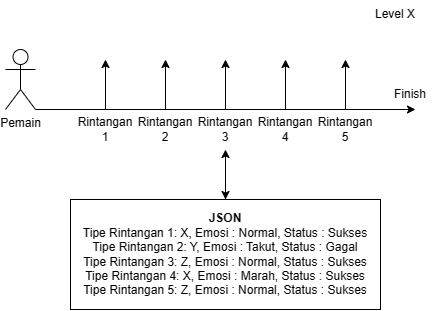 Level X
Finish
Pemain
Rintangan
1
Rintangan
2
Rintangan
3
Rintangan
4
Rintangan
5
JSON
Tipe Rintangan 1: X, Emosi : Normal, Status : Sukses
Tipe Rintangan 2: Y, Emosi : Takut, Status : Gagal
Tipe Rintangan 3: Z, Emosi : Normal, Status : Sukses
Tipe Rintangan 4: X, Emosi : Marah, Status : Sukses
Tipe Rintangan 5: Z, Emosi : Normal, Status : Sukses